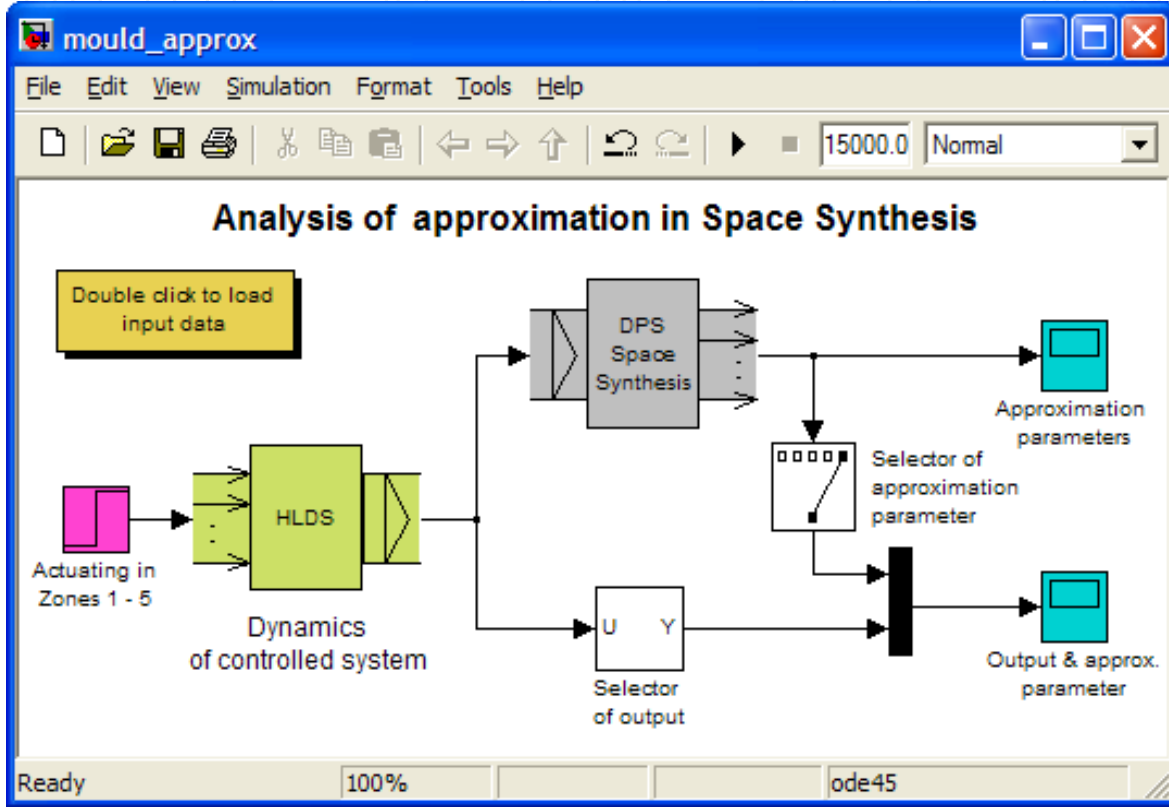 mould_approx
File Edit View Simulation Format Tools Help
15000.0 Normal
Analysis of approximation in Space Synthesis
Double click to load
input data
DPS
Space
Synthesis
Approximation
parameters
Selector of
approximation
parameter
HLDS
Actuating in
Zones 1 - 5
Dynamics
of controlled system
U Y
Selector
of output
Output & approx.
parameter
Ready 100% ode45